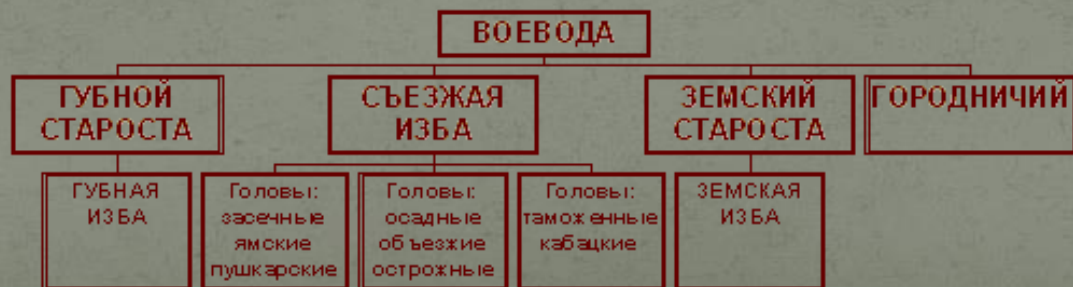 ВОЕВОДА
ГУБНОЙ
СТАРОСТА
СЪЕЗЖАЯ
ИЗБА
ЗЕМСКИЙ
СТАРОСТА
ГОРОДНИЧИЙ
ГУБНАЯ
ИЗБА
Головы:
засечные
ямские
пушкарские
Головы:
осадные
объезжие
острожные
Головы:
таможенные
кабацкие
ЗЕМСКАЯ
ИЗБА